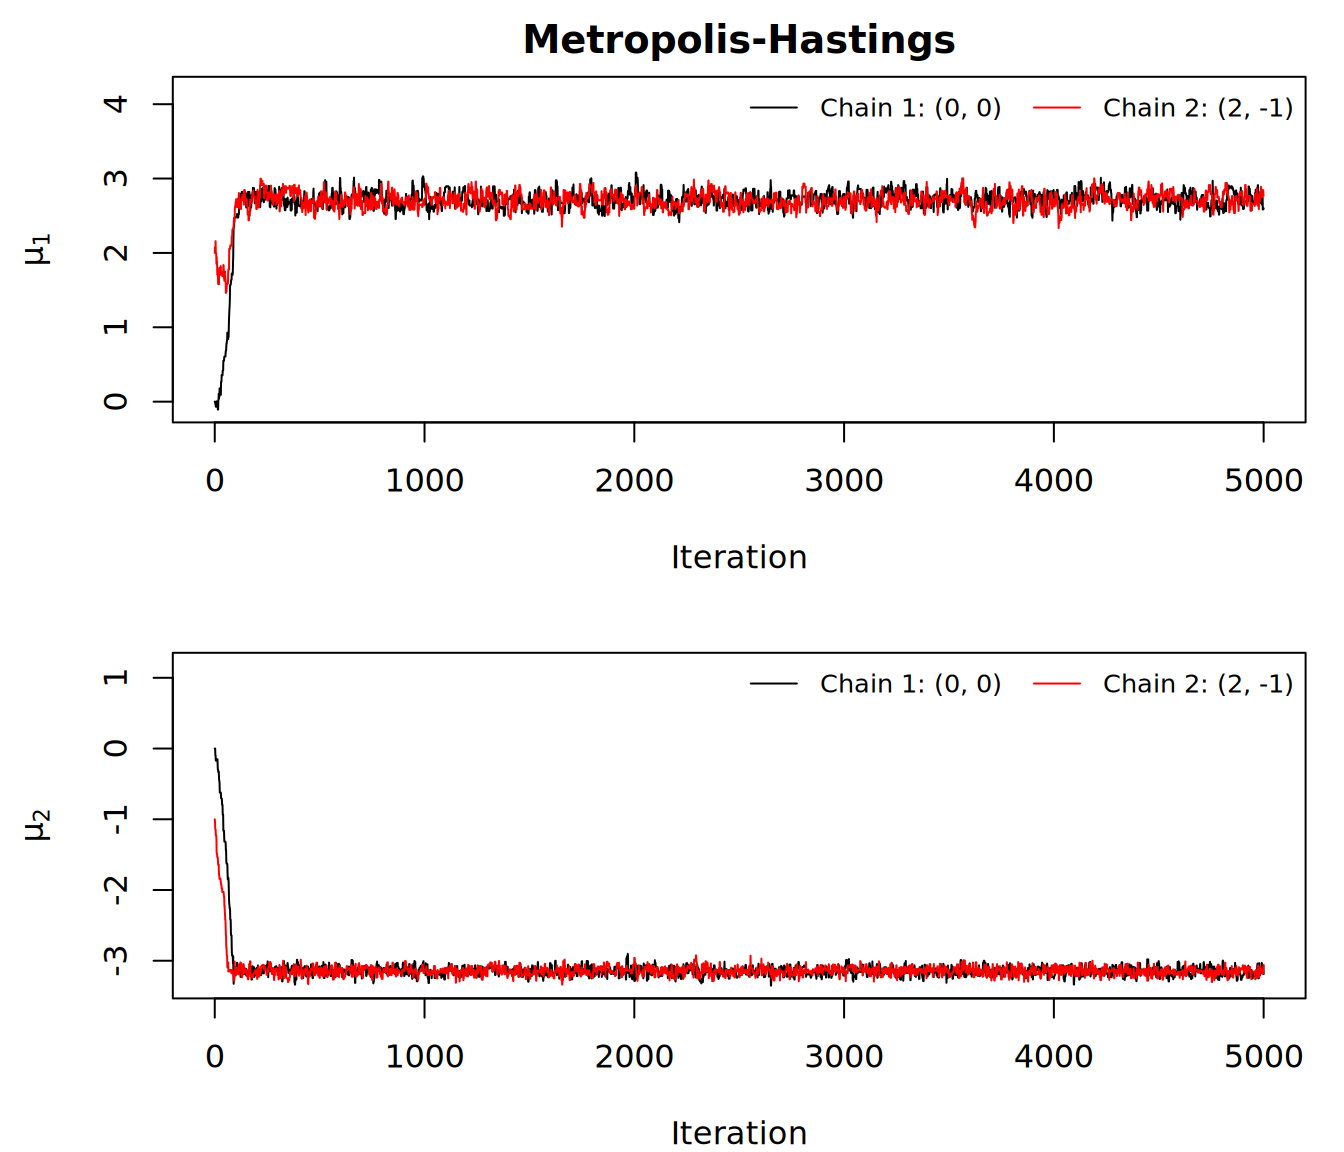 Metropolis-Hastings
Chain 1: (0, 0) Chain 2: (2, -1)
4
3
2
1
0
μ1
0 1000 2000 3000 4000 5000
Iteration
Chain 1: (0, 0) Chain 2: (2, -1)
1
0
-1
-2
-3
μ2
0 1000 2000 3000 4000 5000
Iteration